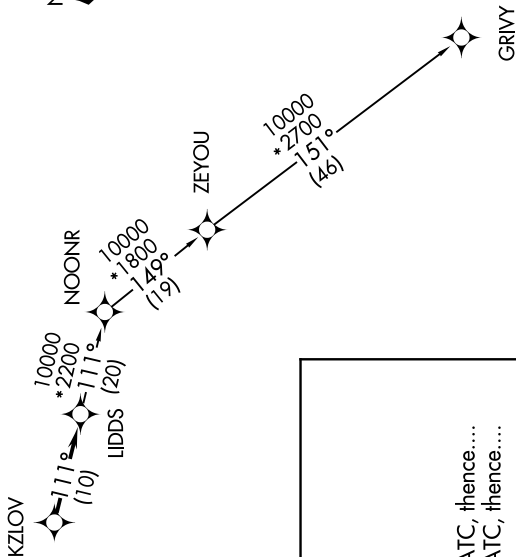 KZLOV
111°
(10)
LIDDS
10000
*2200
111°
(20)
NOONR
10000
*1800
149°
(19)
ZEYOU
10000
*2700
151°
(46)
GRIVY
ATC, thence....
ATC, thence....